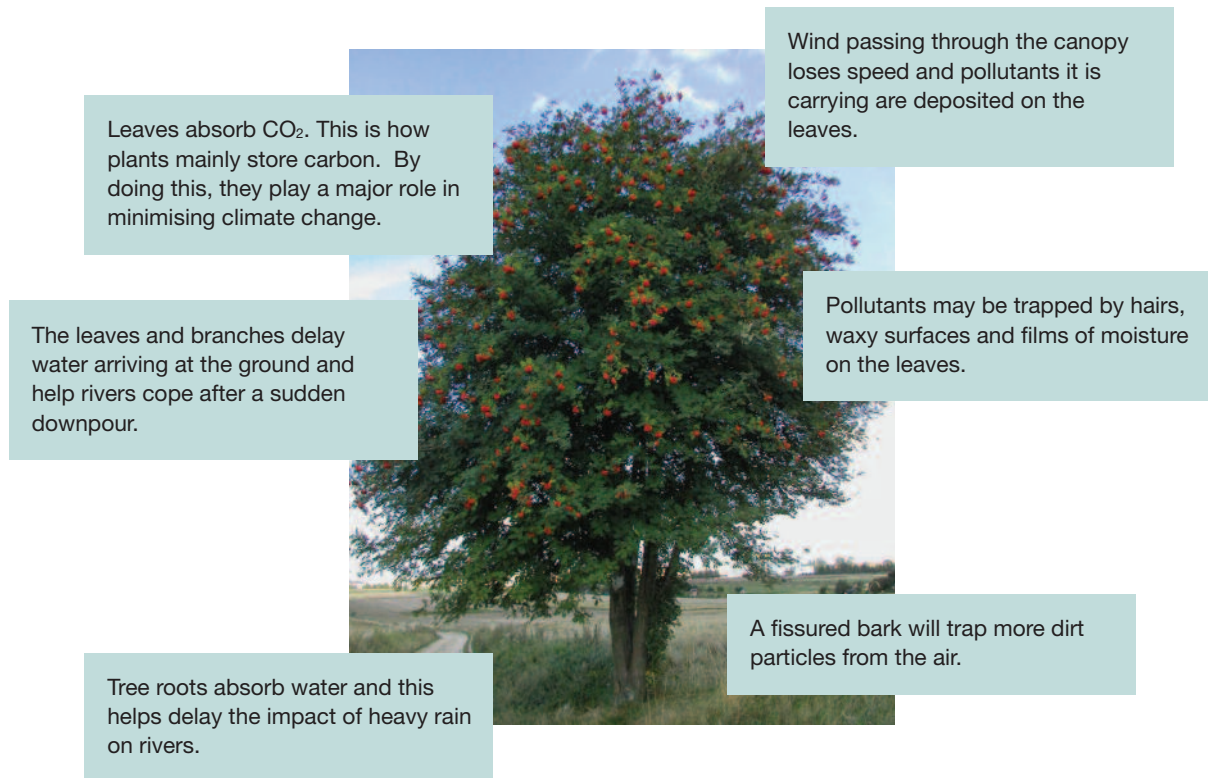 Wind passing through the canopy
loses speed and pollutants it is
carrying are deposited on the
leaves.
Leaves absorb CO₂. This is how
plants mainly store carbon.  By
doing this, they play a major role in
minimising climate change.
Pollutants may be trapped by hairs,
waxy surfaces and films of moisture
on the leaves.
The leaves and branches delay
water arriving at the ground and
help rivers cope after a sudden
downpour.
A fissured bark will trap more dirt
particles from the air.
Tree roots absorb water and this
helps delay the impact of heavy rain
on rivers.